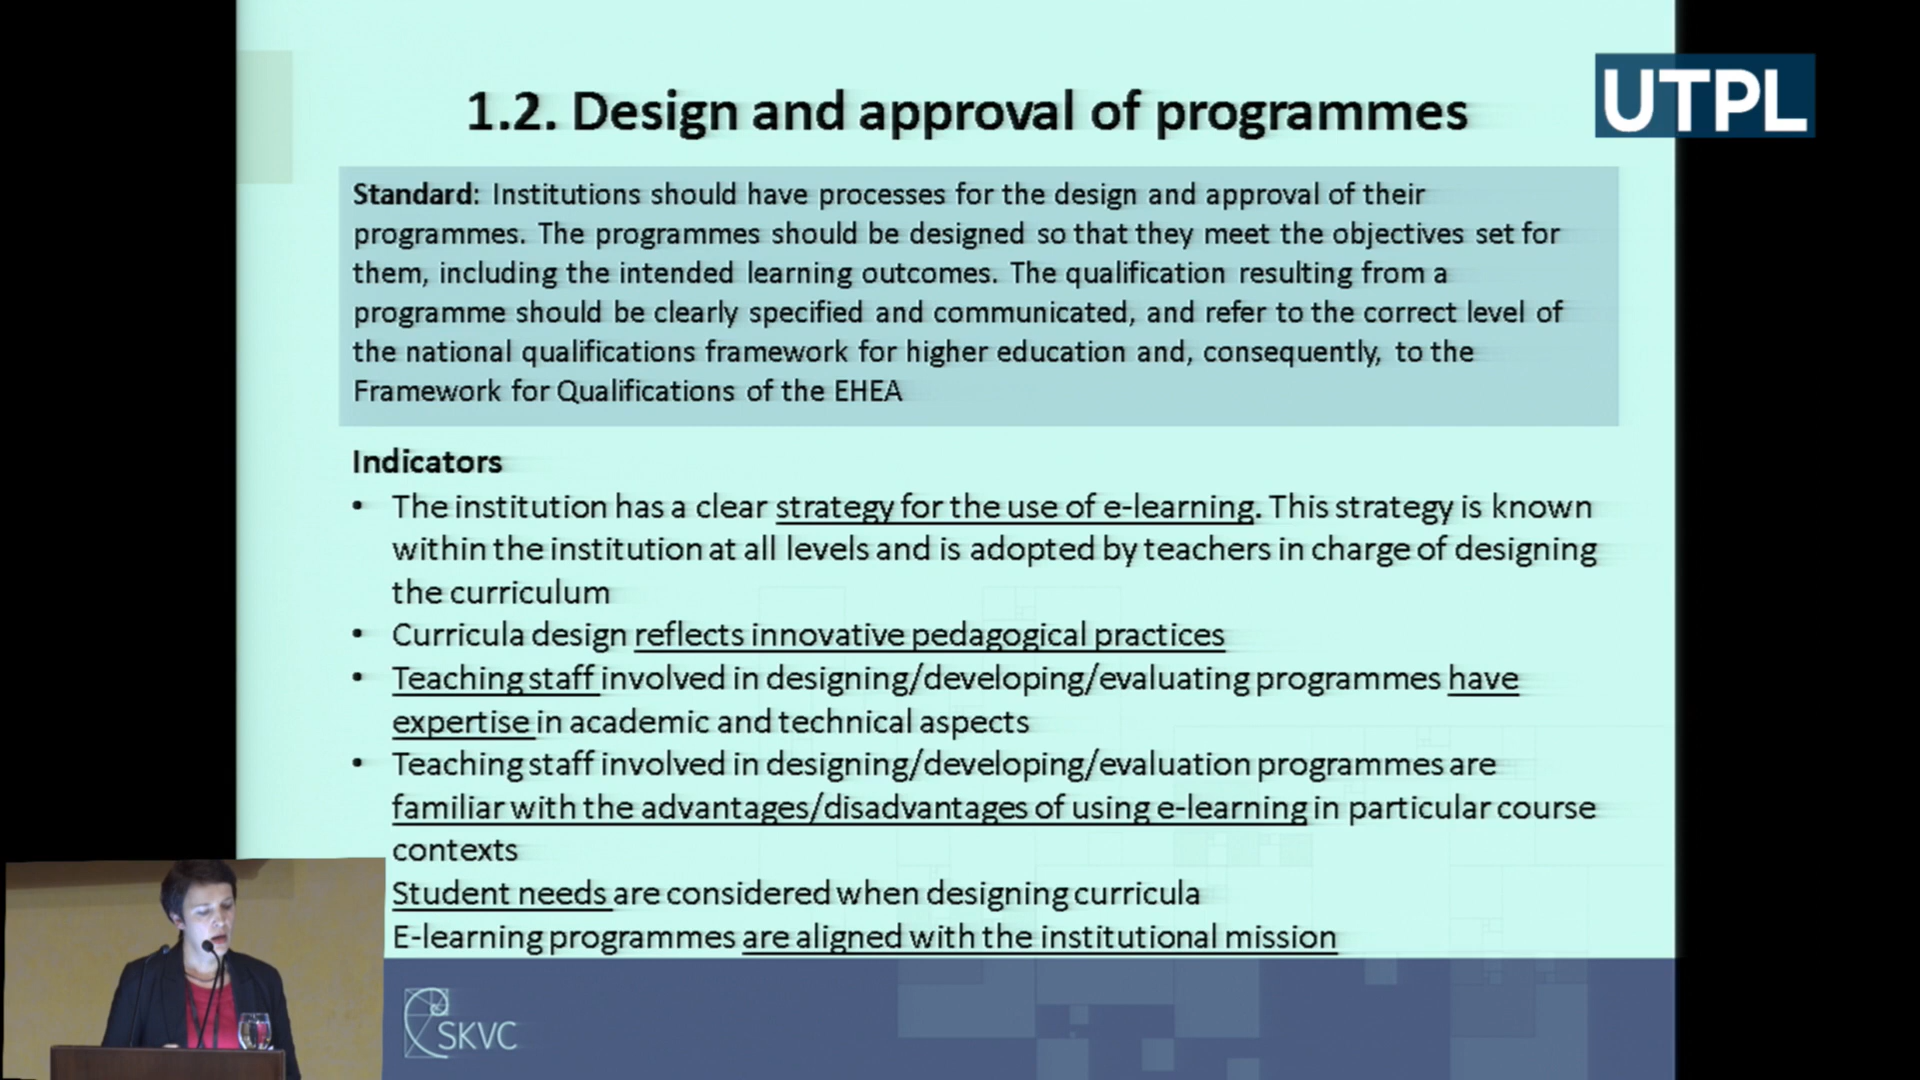 1.2. Design and approval of programmes
UTPL
Standard: Institutions should have processes for the design and approval of their
programmes. The programmes should be designed so that they meet the objectives set for
them, including the intended learning outcomes. The qualification resulting from a
programme should be clearly specified and communicated, and refer to the correct level of
the national qualifications framework for higher education and, consequently, to the
Framework for Qualifications of the EHEA
Indicators
• The institution has a clear strategy for the use of e-learning. This strategy is known
within the institution at all levels and is adopted by teachers in charge of designing
the curriculum
• Curricula design reflects innovative pedagogical practices
• Teaching staff involved in designing/developing/evaluating programmes have
expertise in academic and technical aspects
• Teaching staff involved in designing/developing/evaluation programmes are
familiar with the advantages/disadvantages of using e-learning in particular course
contexts
Student needs are considered when designing curricula
E-learning programmes are aligned with the institutional mission
SKVC